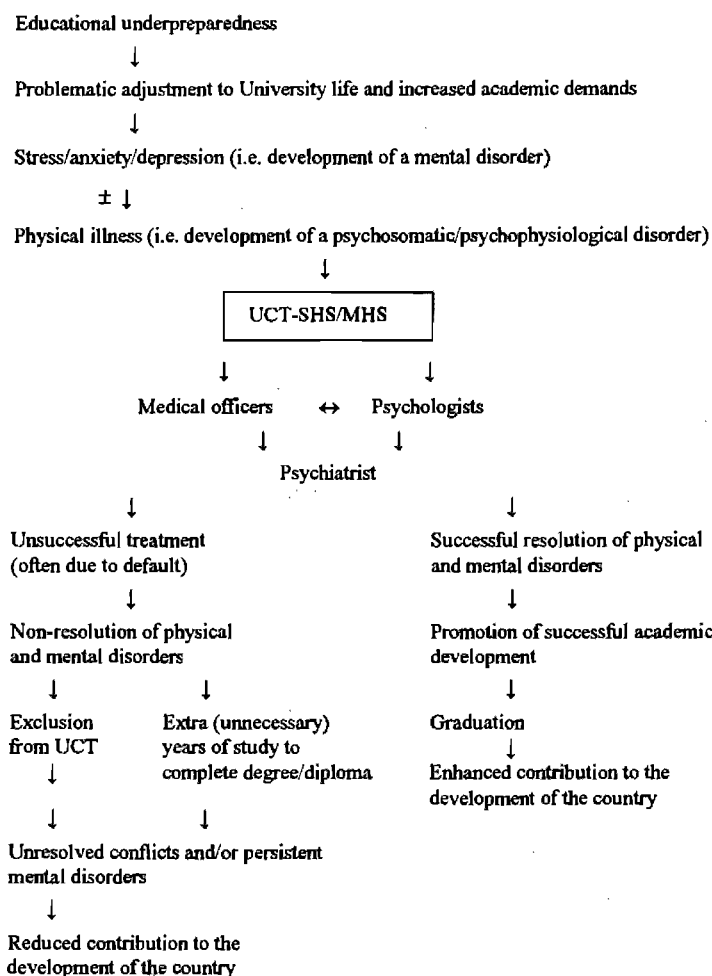 Educational underpreparedness
↓
Problematic adjustment to University life and increased academic demands
↓
Stress/anxiety/depression (i.e. development of a mental disorder)
± ↓
Physical illness (i.e. development of a psychosomatic/psychophysiological disorder)
↓
UCT-SHS/MHS
↓ ↓
Medical officers ↔ Psychologists
↓ ↓
Psychiatrist
↓ ↓
Unsuccessful treatment
(often due to default)
Successful resolution of physical
and mental disorders
↓ ↓
Non-resolution of physical
and mental disorders
Promotion of successful academic
development
↓ ↓ ↓
Exclusion
from UCT
↓
Extra (unnecessary)
years of study to
complete degree/diploma
Graduation
↓
Enhanced contribution to the
development of the country
↓ ↓
Unresolved conflicts and/or persistent
mental disorders
↓
Reduced contribution to the
development of the country